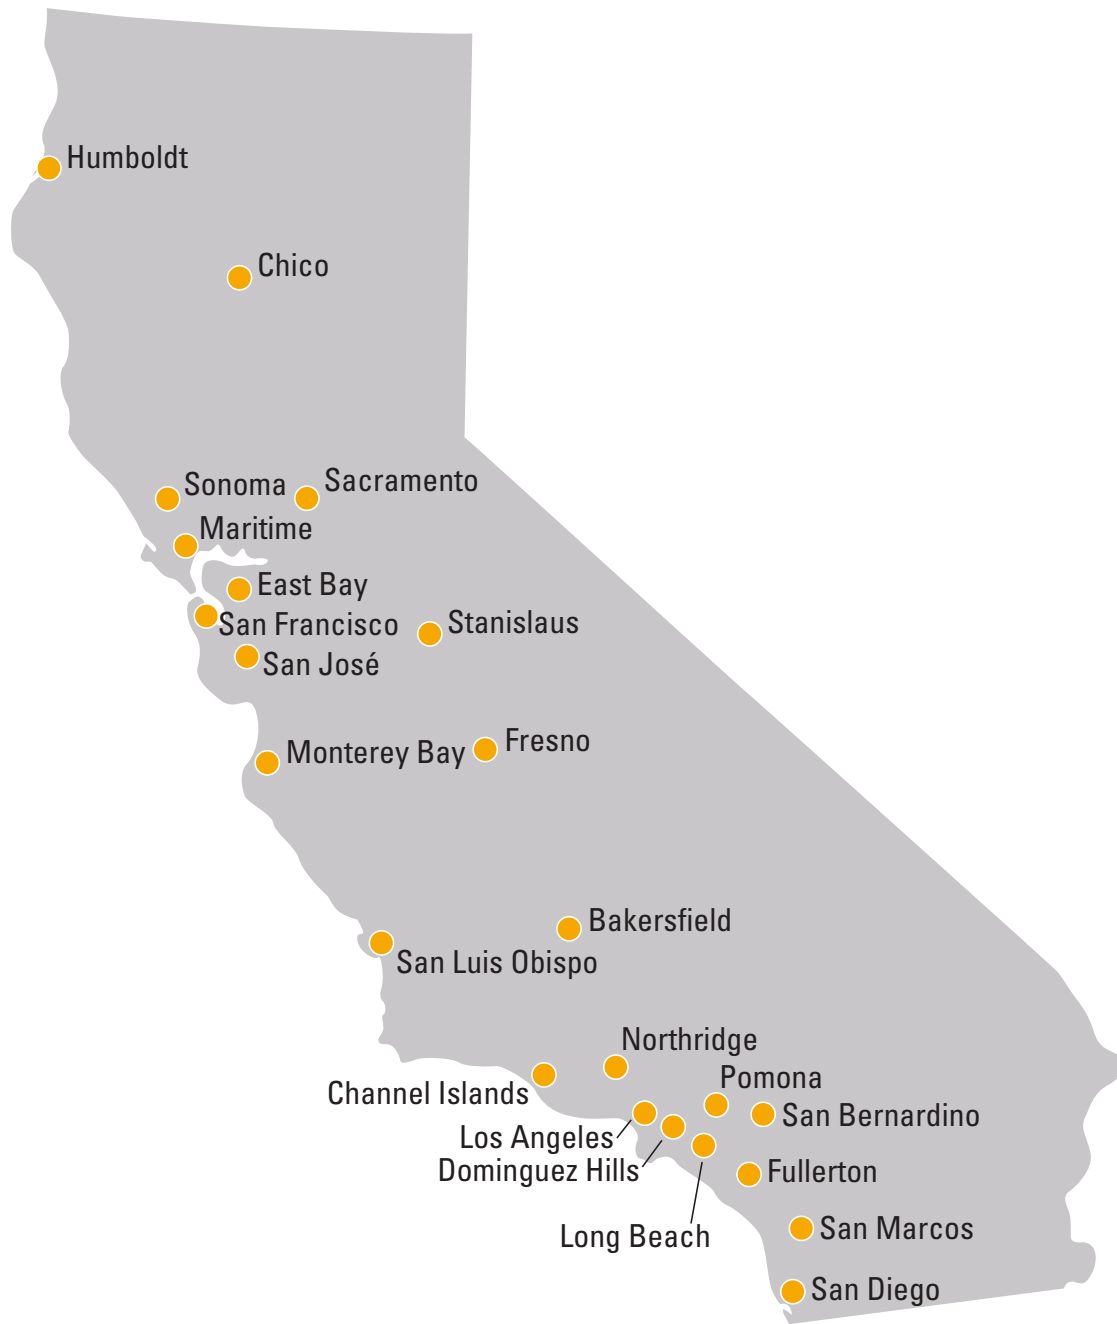 Humboldt
Chico
Sonoma
Sacramento
Maritime
East Bay
San Francisco
Stanislaus
San José
Monterey Bay
Fresno
Bakersfield
San Luis Obispo
Northridge
Pomona
Channel Islands
San Bernardino
Los Angeles
Dominguez Hills
Fullerton
Long Beach
San Marcos
San Diego